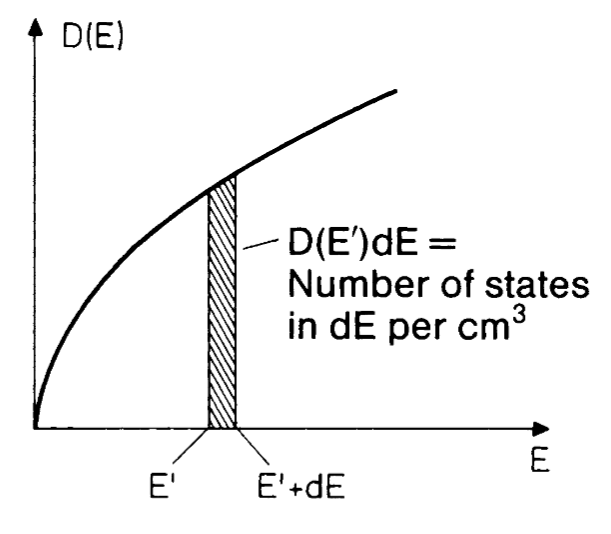 D(E)
D(E')dE =
Number of states
in dE per cm³
E
E'
E'+dE